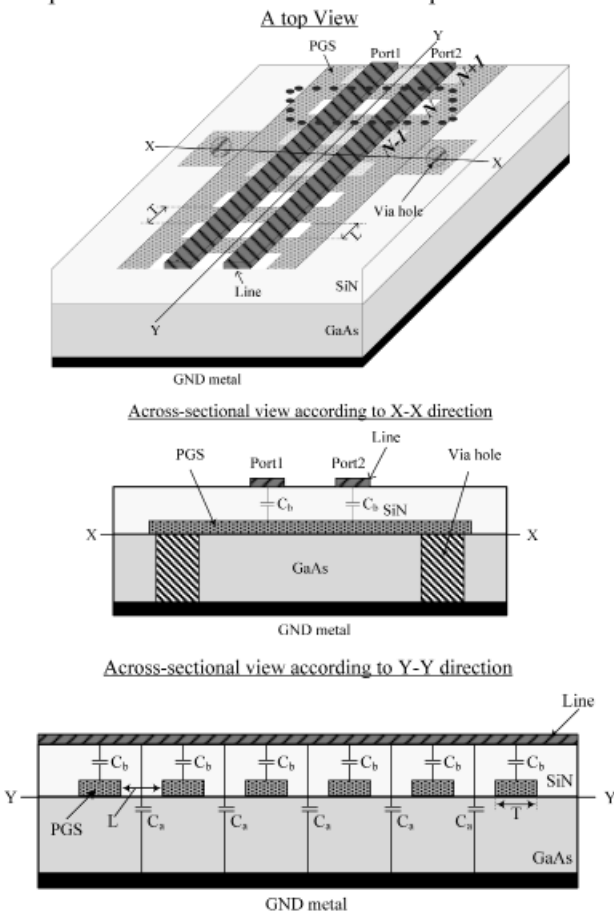 A top View
PGS
Port1
Y
Port2
N+1
N
N-1
X
X
Via hole
T
L
Line
SiN
Y
GaAs
GND metal
Across-sectional view according to X-X direction
Line
PGS
Port1
Port2
Via hole
Cb
Cb
SiN
X
X
GaAs
GND metal
Across-sectional view according to Y-Y direction
Line
Cb
Cb
Cb
Cb
Cb
Cb
SiN
Y
Y
PGS
L
Ca
Ca
Ca
Ca
Ca
T
GaAs
GND metal